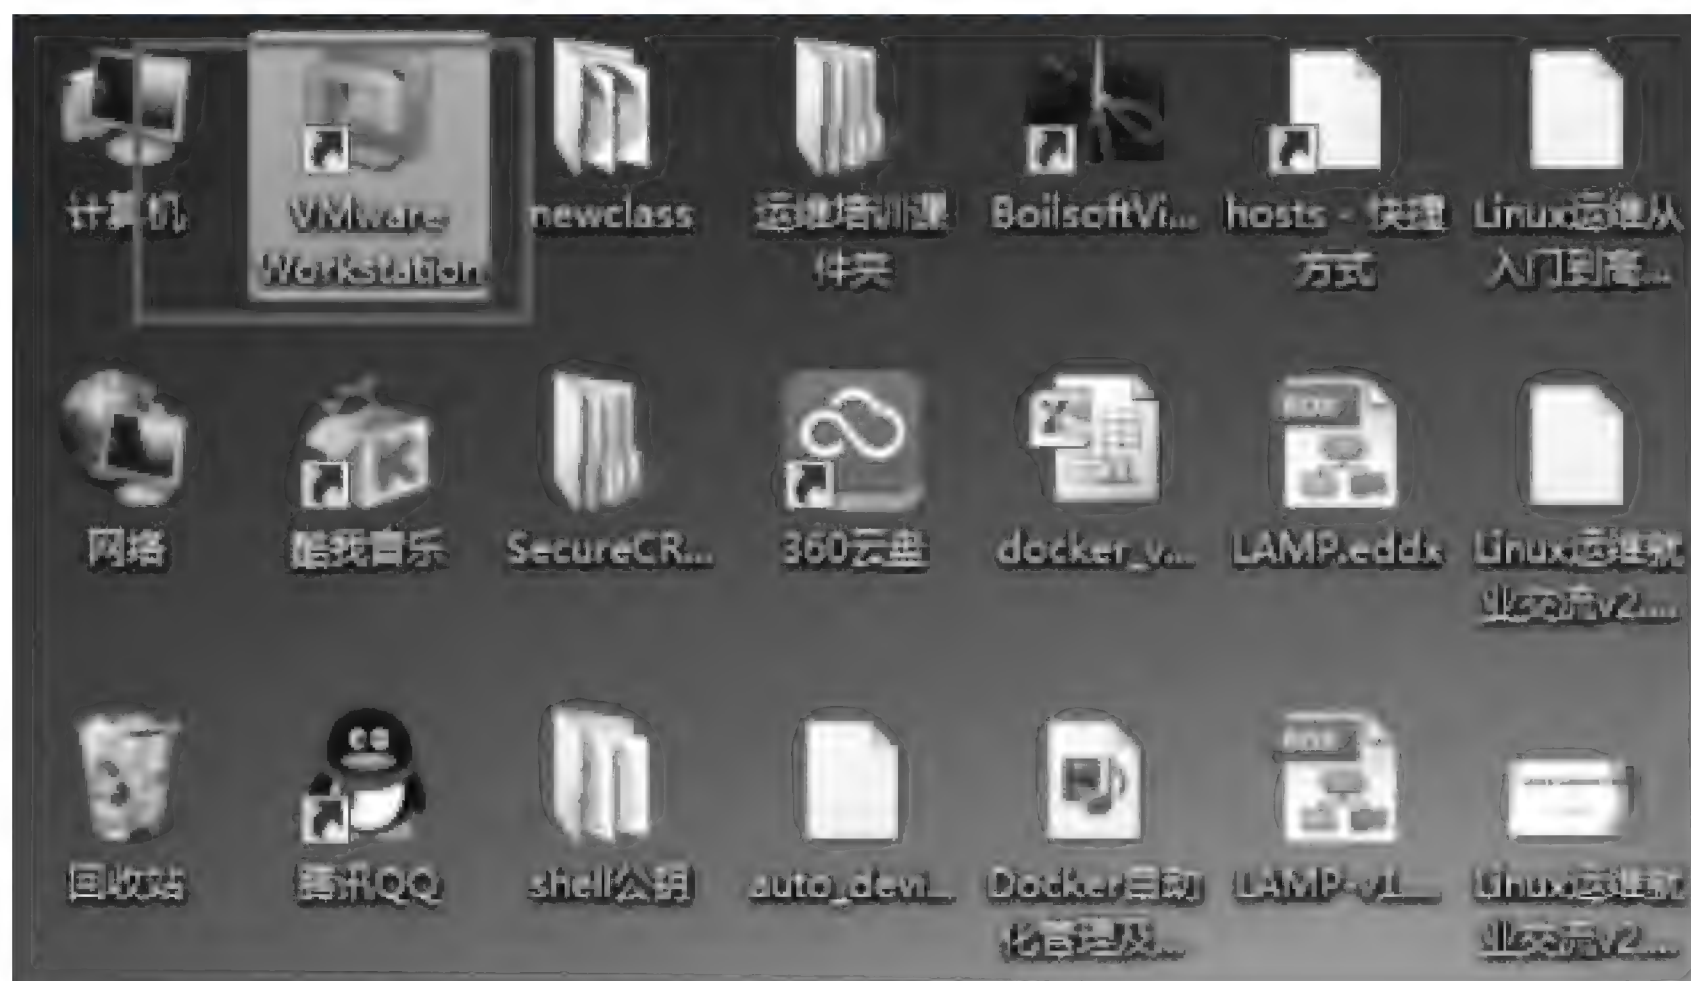 计算机
VMware
Workstation
newclass
运维培训课
件夹
BoilsoftVi...
hosts - 快捷
方式
Linux运维从
入门到高...
网络
酷我音乐
SecureCR...
360云盘
docker_v...
LAMP.eddx
Linux运维就
业交流v2....
回收站
腾讯QQ
shell公钥
auto_devi...
Docker自动
化管理及...
LAMP-v1....
Linux运维就
业交流v2....